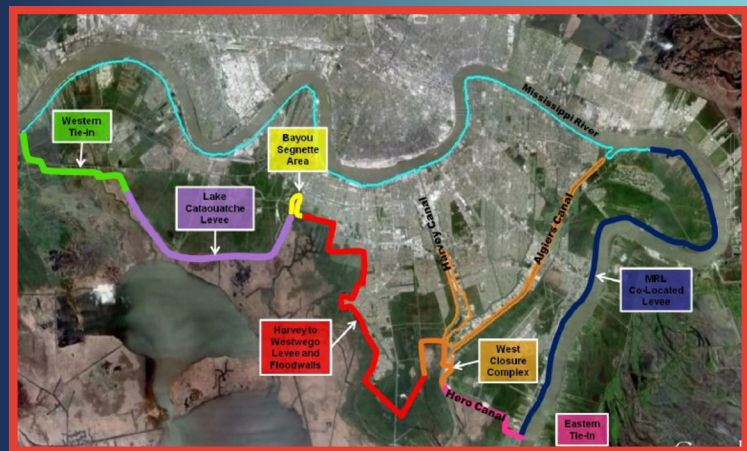 Mississippi River
Western
Tie-In
Bayou
Segnette
Area
Lake
Cataouatche
Levee
Harvey Canal
Algiers Canal
MRL
Co-Located
Levee
Harvey to
Westwego
Levee and
Floodwalls
West
Closure
Complex
Hero Canal
Eastern
Tie-In